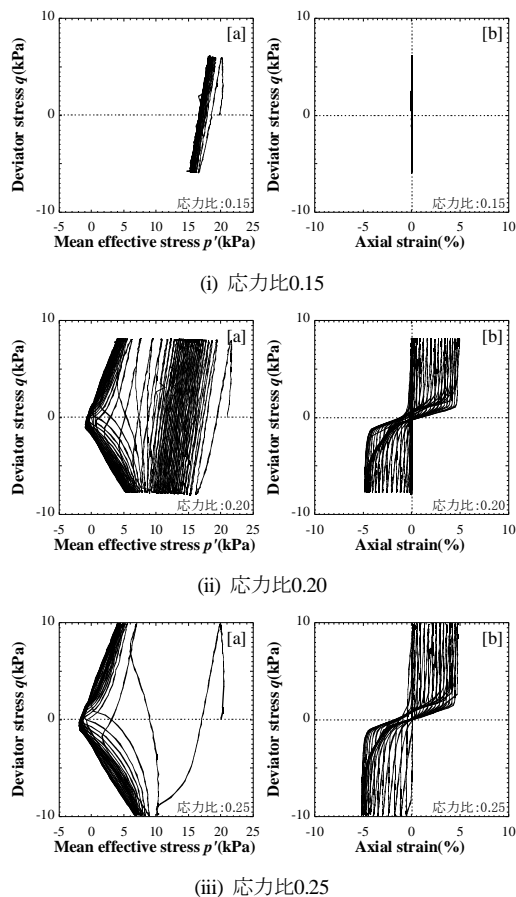 [a]
[b]
Deviator stress q(kPa)
10
0
-10
応力比:0.15
-5 0 5 10 15 20 25
Mean effective stress p'(kPa)
Deviator stress q(kPa)
10
0
-10
応力比:0.15
-10 -5 0 5 10
Axial strain(%)
(i) 応力比0.15
[a]
[b]
Deviator stress q(kPa)
10
0
-10
応力比:0.20
-5 0 5 10 15 20 25
Mean effective stress p'(kPa)
Deviator stress q(kPa)
10
0
-10
応力比:0.20
-10 -5 0 5 10
Axial strain(%)
(ii) 応力比0.20
[a]
[b]
Deviator stress q(kPa)
10
0
-10
応力比:0.25
-5 0 5 10 15 20 25
Mean effective stress p'(kPa)
Deviator stress q(kPa)
10
0
-10
応力比:0.25
-10 -5 0 5 10
Axial strain(%)
(iii) 応力比0.25